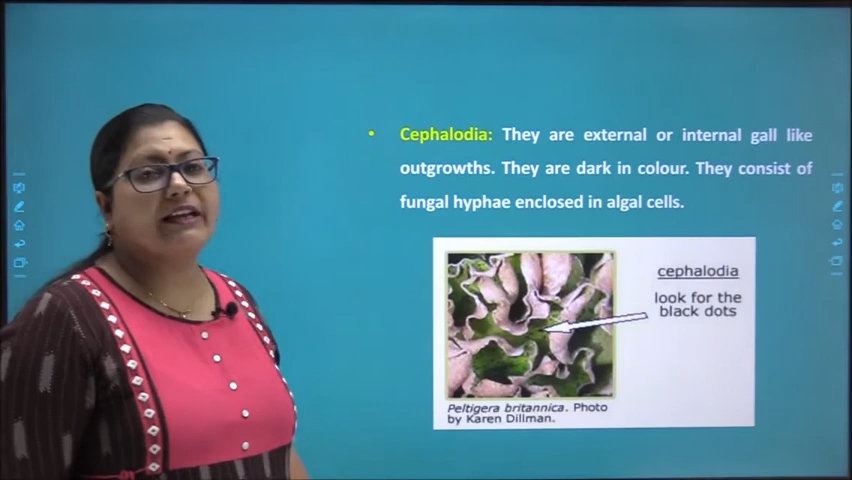 • Cephalodia: They are external or internal gall like
outgrowths. They are dark in colour. They consist of
fungal hyphae enclosed in algal cells.
cephalodia
look for the
black dots
Peltigera britannica. Photo
by Karen Dillman.